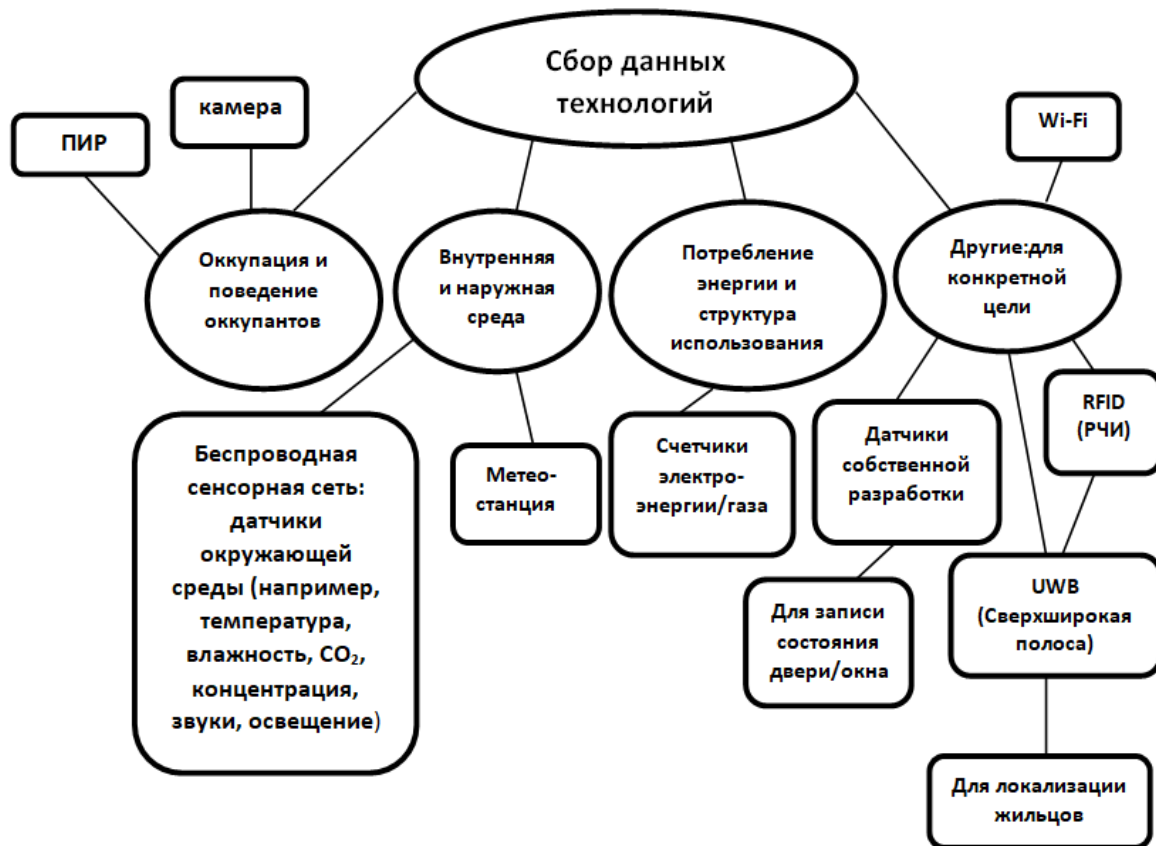 Сбор данных
технологий
камера
ПИР
Wi-Fi
Оккупация и
поведение
оккупантов
Внутренняя
и наружная
среда
Потребление
энергии и
структура
использования
Другие:для
конкретной
цели
Беспроводная
сенсорная сеть:
датчики
окружающей
среды (например,
температура,
влажность, CO₂,
концентрация,
звуки, освещение)
Метео-
станция
Счетчики
электро-
энергии/газа
Датчики
собственной
разработки
RFID
(РЧИ)
Для записи
состояния
двери/окна
UWB
(Сверхширокая
полоса)
Для локализации
жильцов